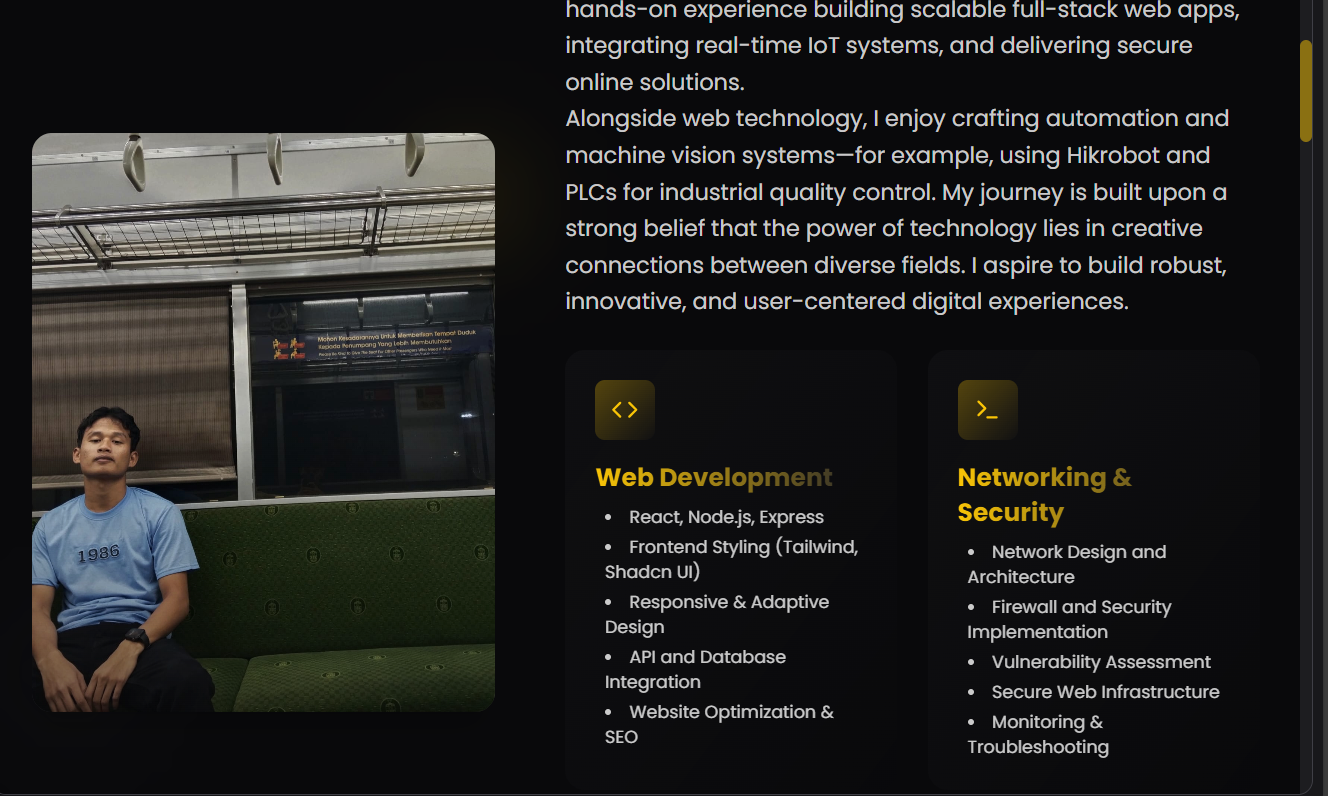 hands-on experience building scalable full-stack web apps,
integrating real-time IoT systems, and delivering secure
online solutions.
Alongside web technology, I enjoy crafting automation and
machine vision systems—for example, using Hikrobot and
PLCs for industrial quality control. My journey is built upon a
strong belief that the power of technology lies in creative
connections between diverse fields. I aspire to build robust,
innovative, and user-centered digital experiences.
Mohon Kesadarannya Untuk Memberikan Tempat Duduk
Kepada Penumpang Yang Lebih Membutuhkan
1986
Web Development
• React, Node.js, Express
• Frontend Styling (Tailwind,
Shadcn UI)
• Responsive & Adaptive
Design
• API and Database
Integration
• Website Optimization &
SEO
Networking &
Security
• Network Design and
Architecture
• Firewall and Security
Implementation
• Vulnerability Assessment
• Secure Web Infrastructure
• Monitoring &
Troubleshooting